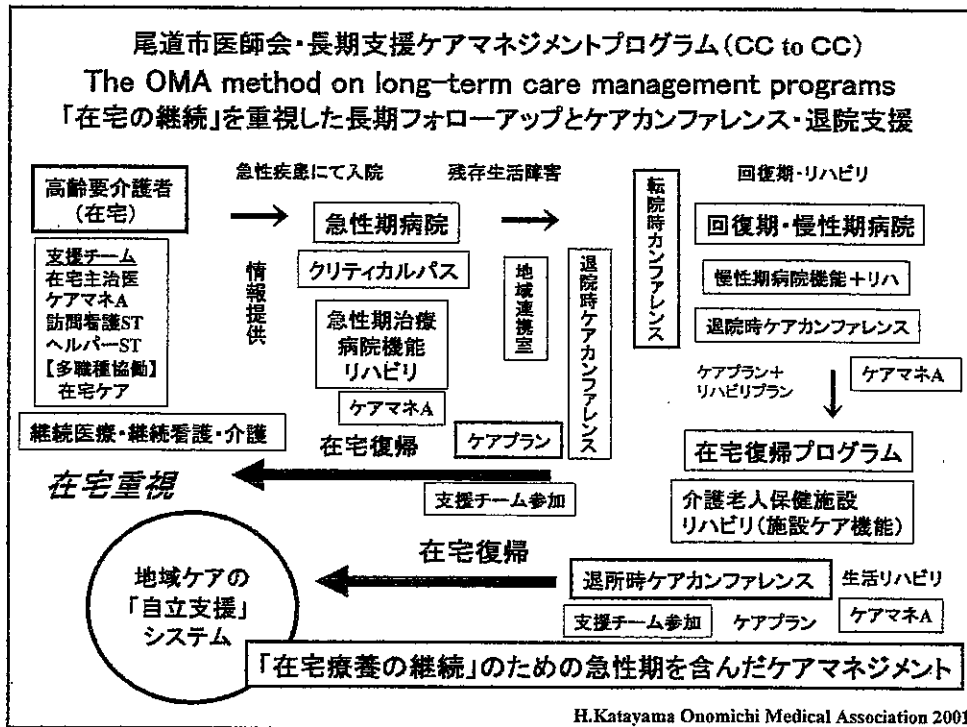 尾道市医師会・長期支援ケアマネジメントプログラム(CC to CC)
The OMA method on long-term care management programs
「在宅の継続」を重視した長期フォローアップとケアカンファレンス・退院支援
高齢要介護者
(在宅)
支援チーム
在宅主治医
ケアマネA
訪問看護ST
ヘルパーST
【多職種協働】
在宅ケア
継続医療・継続看護・介護
急性疾患にて入院
情報提供
急性期病院
クリティカルパス
急性期治療
病院機能
リハビリ
ケアマネA
残存生活障害
地域連携室
退院時ケアカンファレンス
ケアプラン
在宅復帰
支援チーム参加
在宅重視
転院時カンファレンス
回復期・リハビリ
回復期・慢性期病院
慢性期病院機能+リハ
退院時ケアカンファレンス
ケアプラン+
リハビリプラン
ケアマネA
在宅復帰プログラム
介護老人保健施設
リハビリ(施設ケア機能)
在宅復帰
退所時ケアカンファレンス
生活リハビリ
支援チーム参加
ケアプラン
ケアマネA
地域ケアの
「自立支援」
システム
「在宅療養の継続」のための急性期を含んだケアマネジメント
H.Katayama Onomichi Medical Association 2001